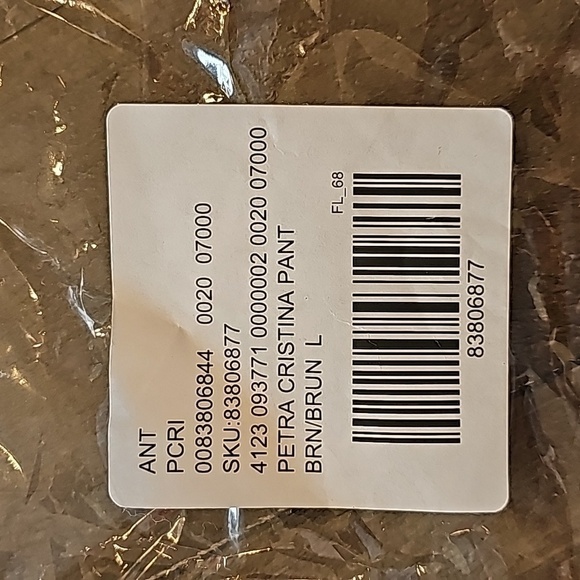 ANT
PCRI
0083806844 0020 07000
SKU:83806877
4123 093771 0000002 0020 07000
PETRA CRISTINA PANT
BRN/BRUN L
FL_68
83806877